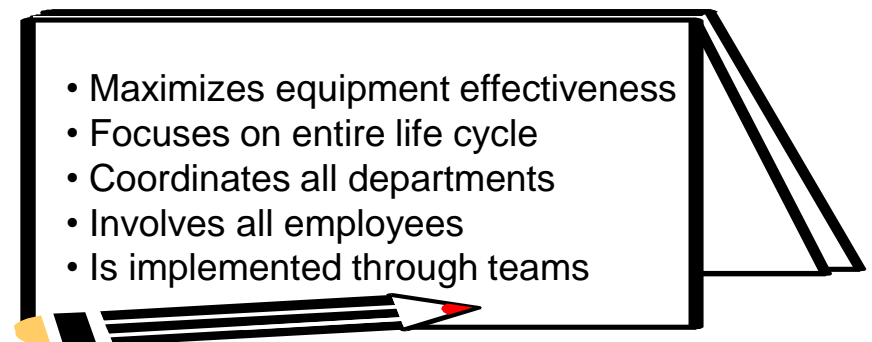 • Maximizes equipment effectiveness
• Focuses on entire life cycle
• Coordinates all departments
• Involves all employees
• Is implemented through teams